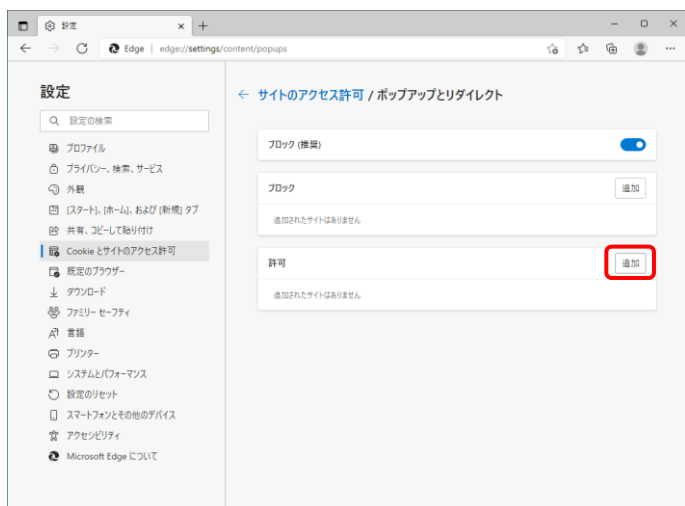 設定
Edge | edge://settings/content/popups
設定
設定の検索
プロファイル
プライバシー、検索、サービス
外観
[スタート]、[ホーム]、および [新規] タブ
共有、コピーして貼り付け
Cookie とサイトのアクセス許可
既定のブラウザー
ダウンロード
ファミリー セーフティ
言語
プリンター
システムとパフォーマンス
設定のリセット
スマートフォンとその他のデバイス
アクセシビリティ
Microsoft Edge について
サイトのアクセス許可 / ポップアップとリダイレクト
ブロック (推奨)
ブロック
追加
追加されたサイトはありません
許可
追加
追加されたサイトはありません